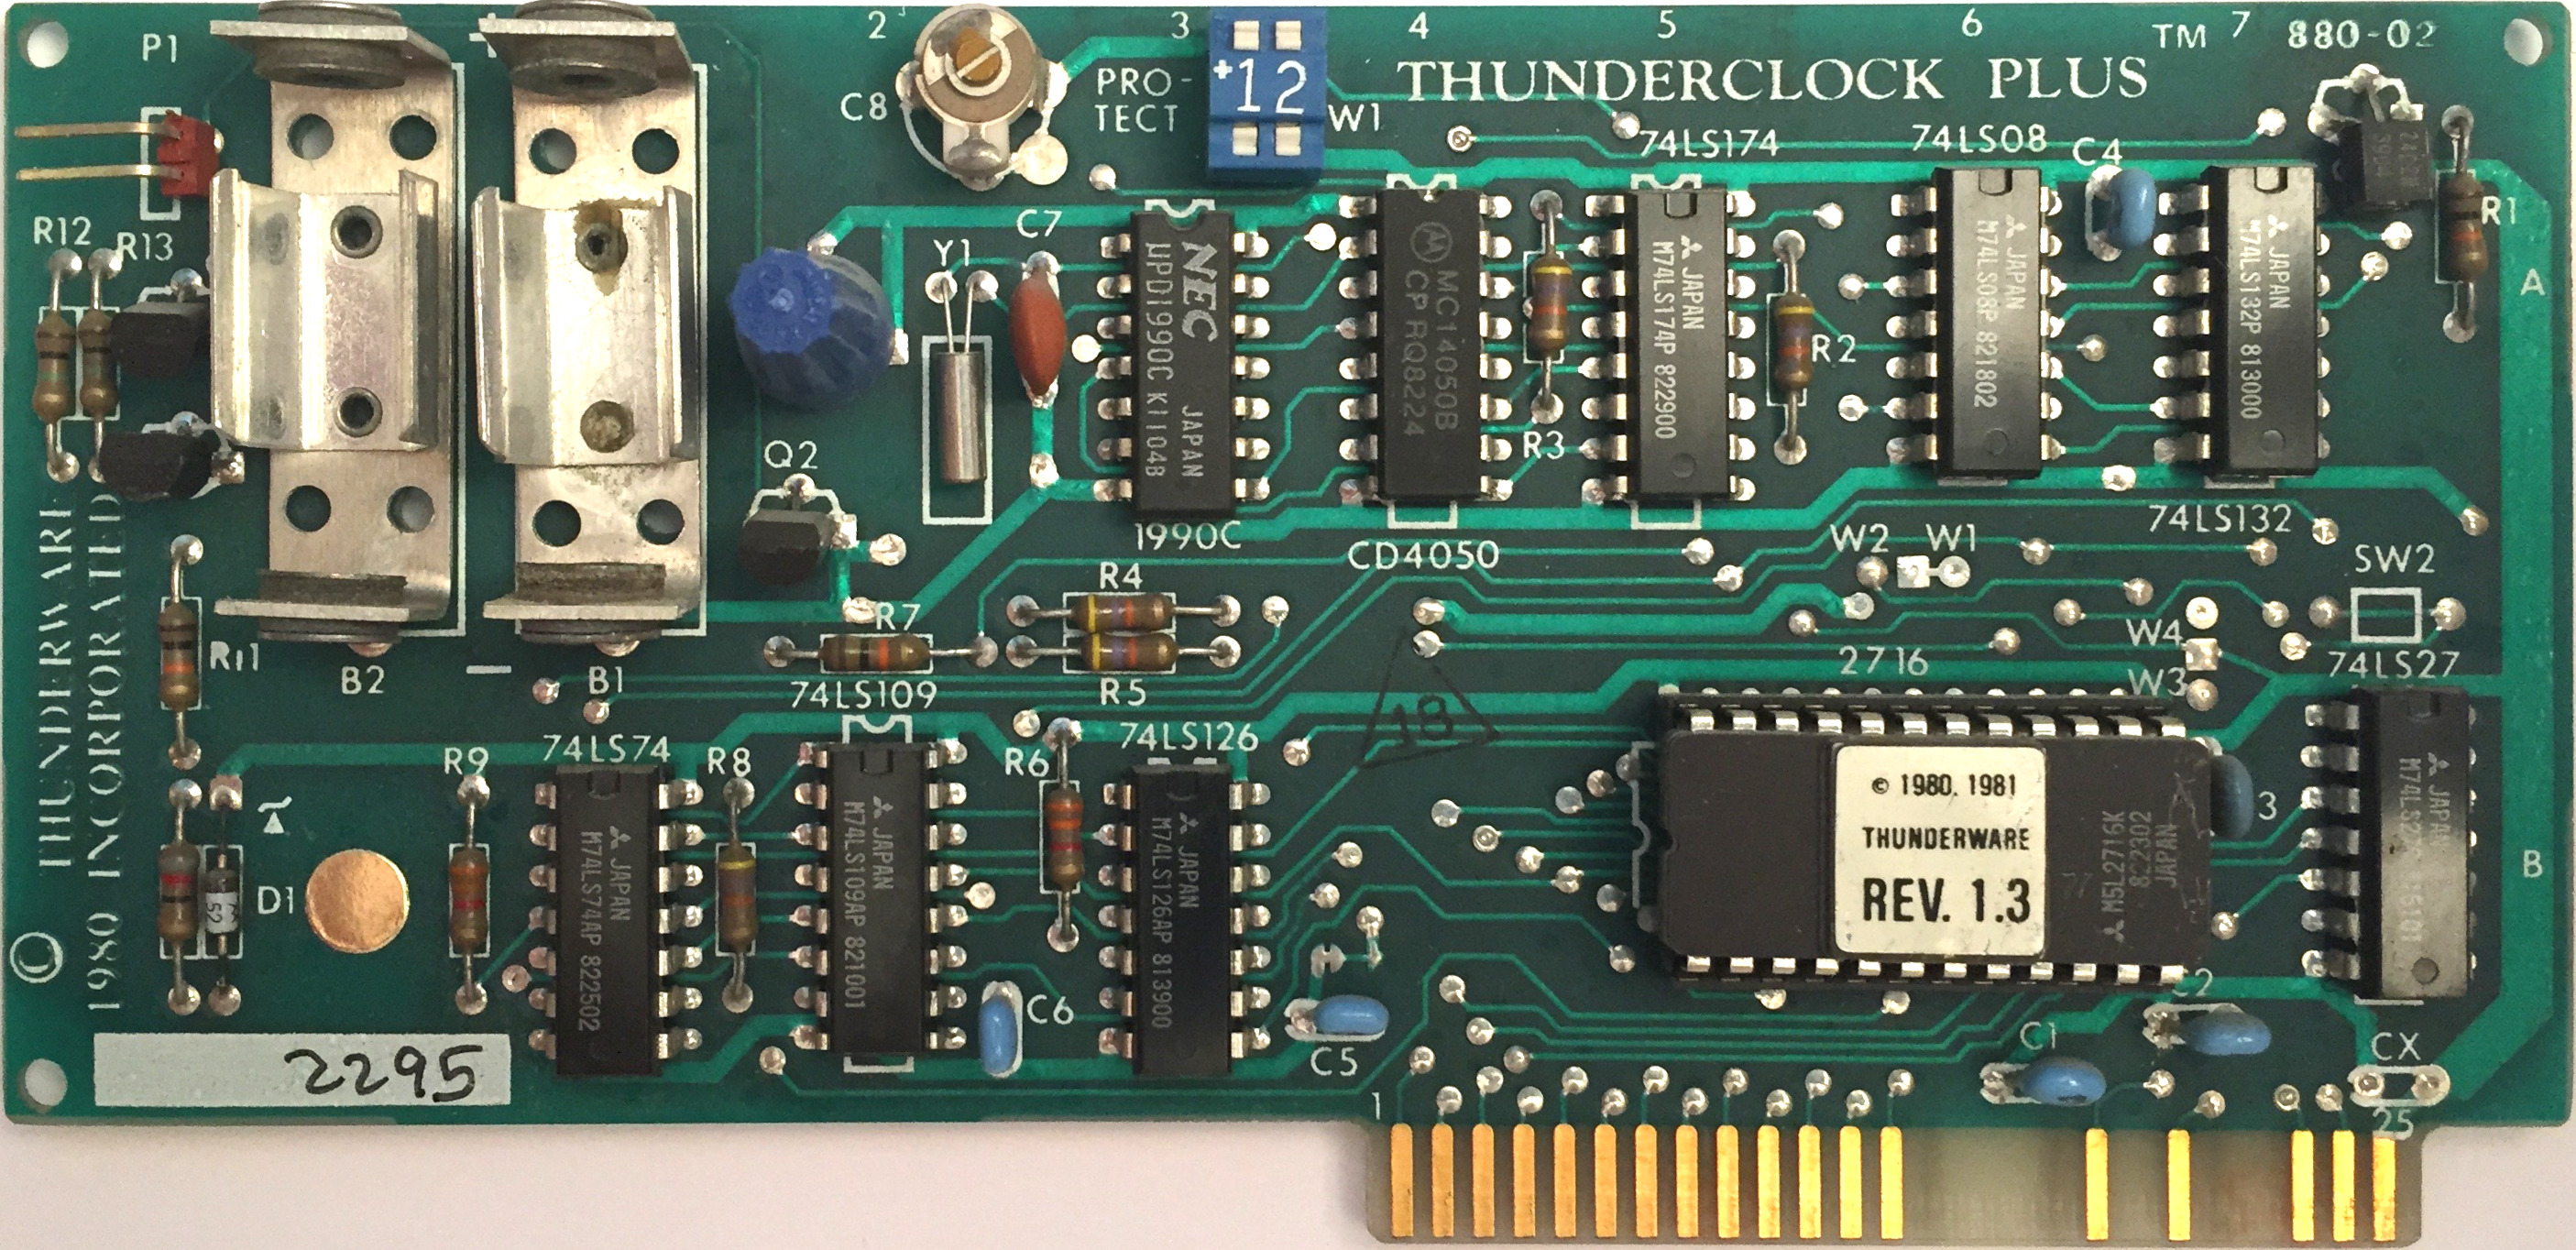 P1
2
3
4
5
6
TM
7
880-02
C8
PRO-
TECT
+12
W1
THUNDERCLOCK PLUS
74LS174
74LS08
C4
R12
R13
Y1
C7
NEC
µPD1990C K1104B
JAPAN
MC14050B
CP RQ8224
JAPAN
M74LS174P 822900
JAPAN
M74LS08P 821802
JAPAN
M74LS132P 813000
R1
A
R2
R3
Q2
1990C
CD4050
74LS132
W2
W1
SW2
R4
R7
R5
R11
B2
B1
W4
W3
2716
74LS27
THUNDERWARE
1980 INCORPORATED
©
74LS109
74LS74
74LS126
R9
R8
R6
18
D1
52
JAPAN
M74LS74AP 822502
JAPAN
M74LS109AP 821001
JAPAN
M74LS126AP 813900
© 1980, 1981
THUNDERWARE
REV. 1.3
M5L2716K
822302
JAPAN
3
JAPAN
B
C6
C5
C2
C1
CX
2295
1
25